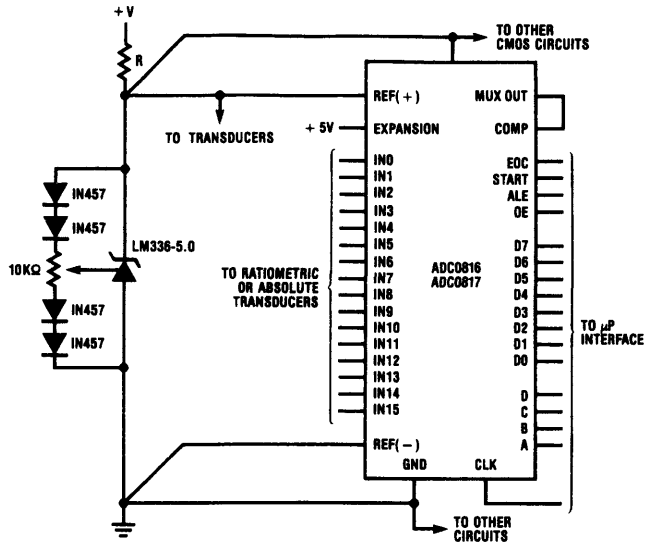 +V
R
TO OTHER
CMOS CIRCUITS
REF(+)
MUX OUT
TO TRANSDUCERS
+ 5V
EXPANSION
COMP
IN0
IN1
IN2
IN3
IN4
IN5
IN6
IN7
IN8
IN9
IN10
IN11
IN12
IN13
IN14
IN15
EOC
START
ALE
OE
D7
D6
D5
D4
D3
D2
D1
D0
D
C
B
A
IN457
IN457
LM336-5.0
10KΩ
IN457
IN457
TO RATIOMETRIC
OR ABSOLUTE
TRANSDUCERS
ADC0816
ADC0817
TO μP
INTERFACE
REF(−)
GND
CLK
TO OTHER
CIRCUITS